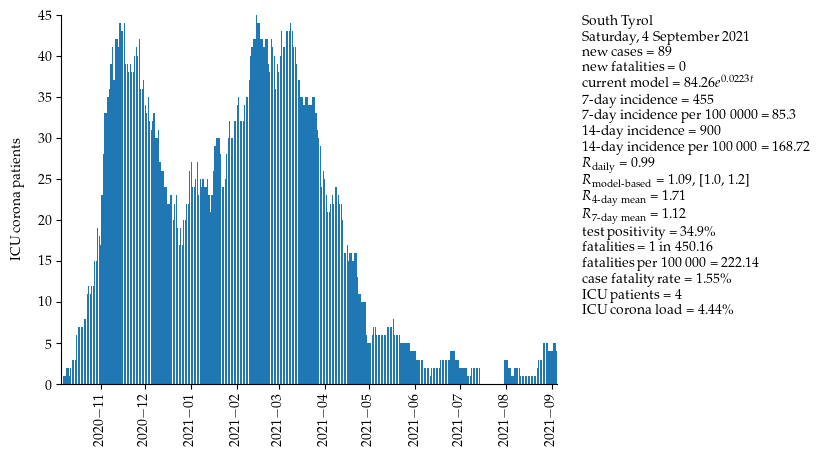 45
40
35
30
25
20
15
10
5
0
ICU corona patients
2020−11
2020−12
2021−01
2021−02
2021−03
2021−04
2021−05
2021−06
2021−07
2021−08
2021−09
South Tyrol
Saturday, 4 September 2021
new cases = 89
new fatalities = 0
current model = 84.26e^0.0223t
7-day incidence = 455
7-day incidence per 100 0000 = 85.3
14-day incidence = 900
14-day incidence per 100 000 = 168.72
R_daily = 0.99
R_model-based = 1.09, [1.0, 1.2]
R_4-day mean = 1.71
R_7-day mean = 1.12
test positivity = 34.9%
fatalities = 1 in 450.16
fatalities per 100 000 = 222.14
case fatality rate = 1.55%
ICU patients = 4
ICU corona load = 4.44%